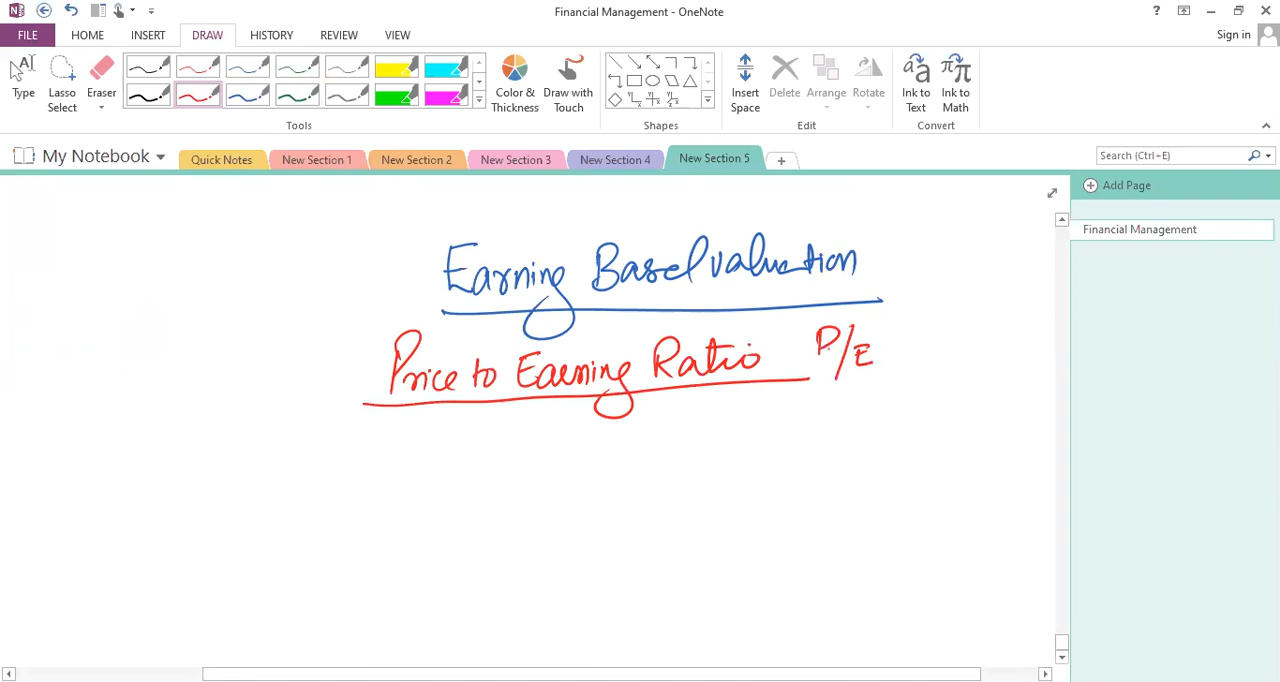 Financial Management - OneNote
?
FILE HOME INSERT DRAW HISTORY REVIEW VIEW Sign in
Type Lasso Select Eraser Color & Thickness Draw with Touch Insert Space Delete Arrange Rotate Ink to Text Ink to Math
Tools Shapes Edit Convert
My Notebook Quick Notes New Section 1 New Section 2 New Section 3 New Section 4 New Section 5 Search (Ctrl+E)
Add Page
Financial Management
Earning Based valuation
Price to Earning Ratio P/E